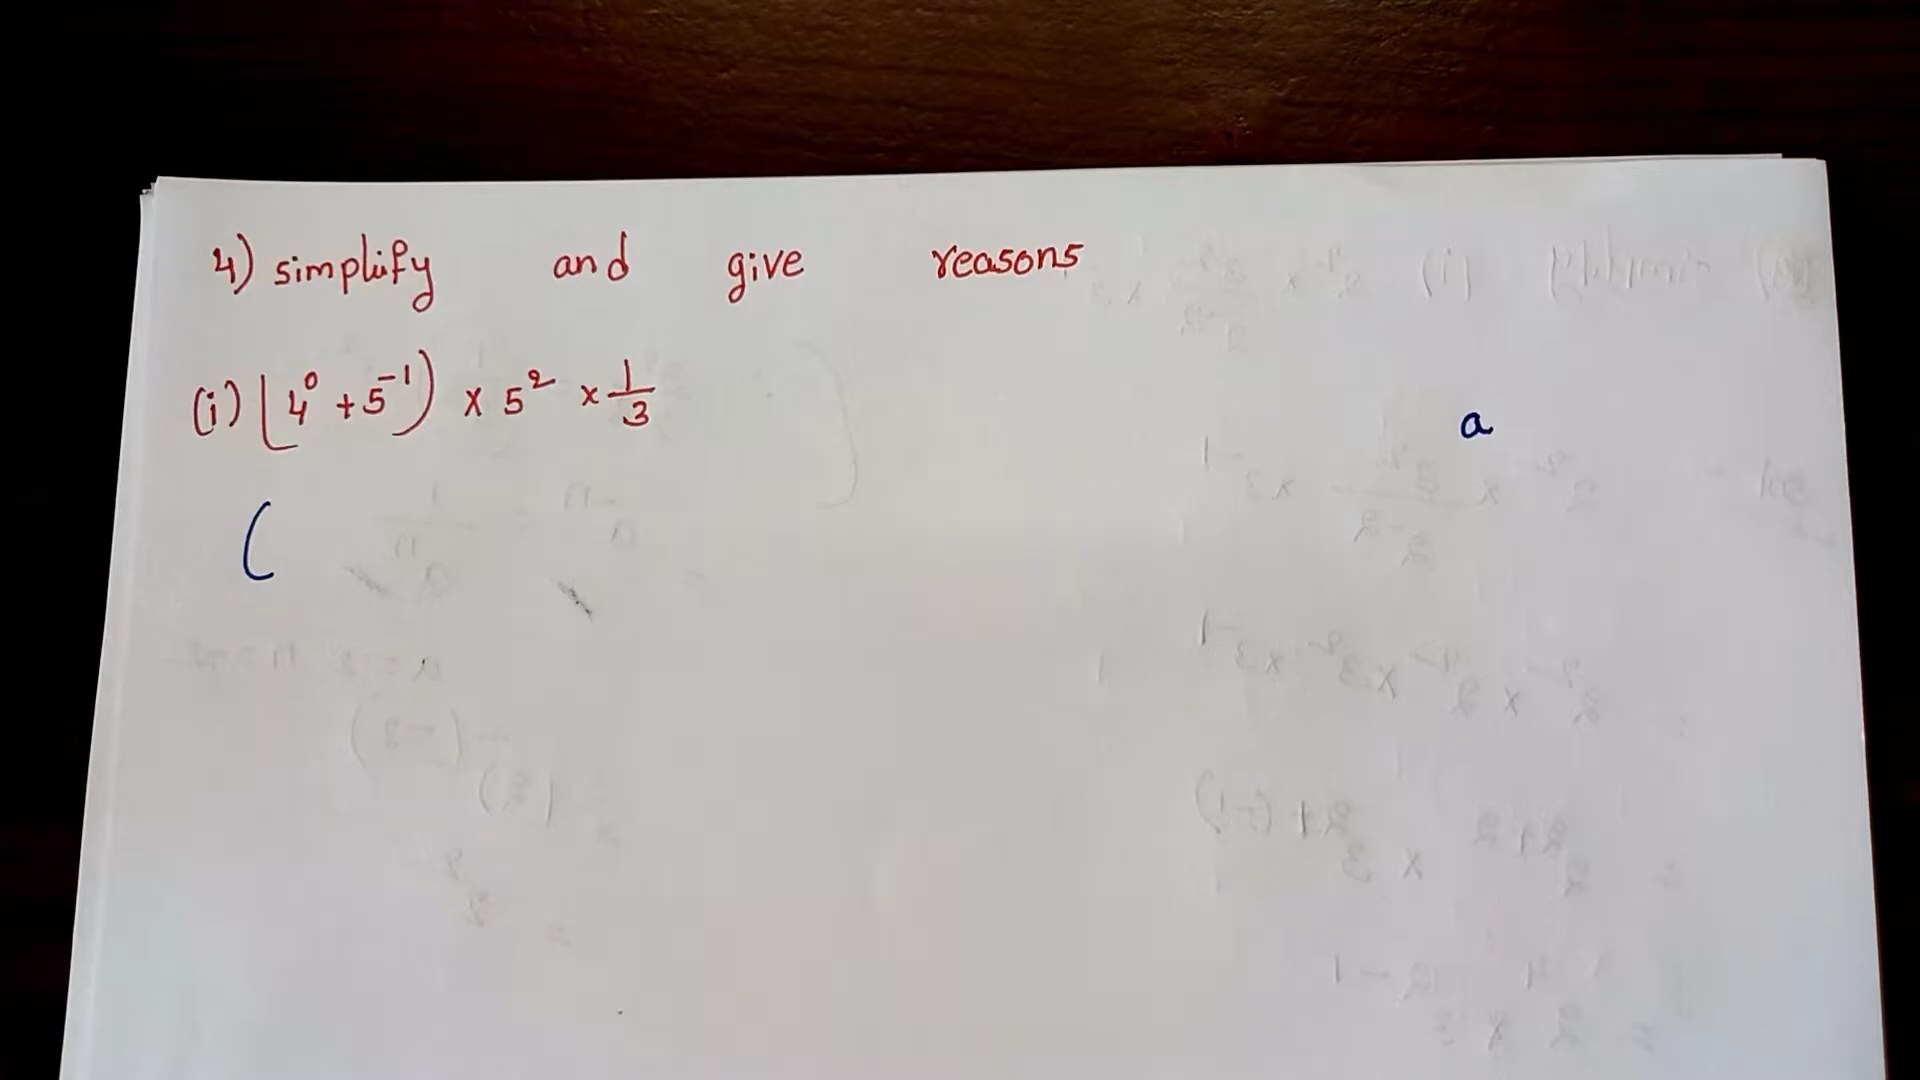 4) simplify and give reasons
(i) (4⁰ + 5⁻¹) × 5² × 1/3
a
(